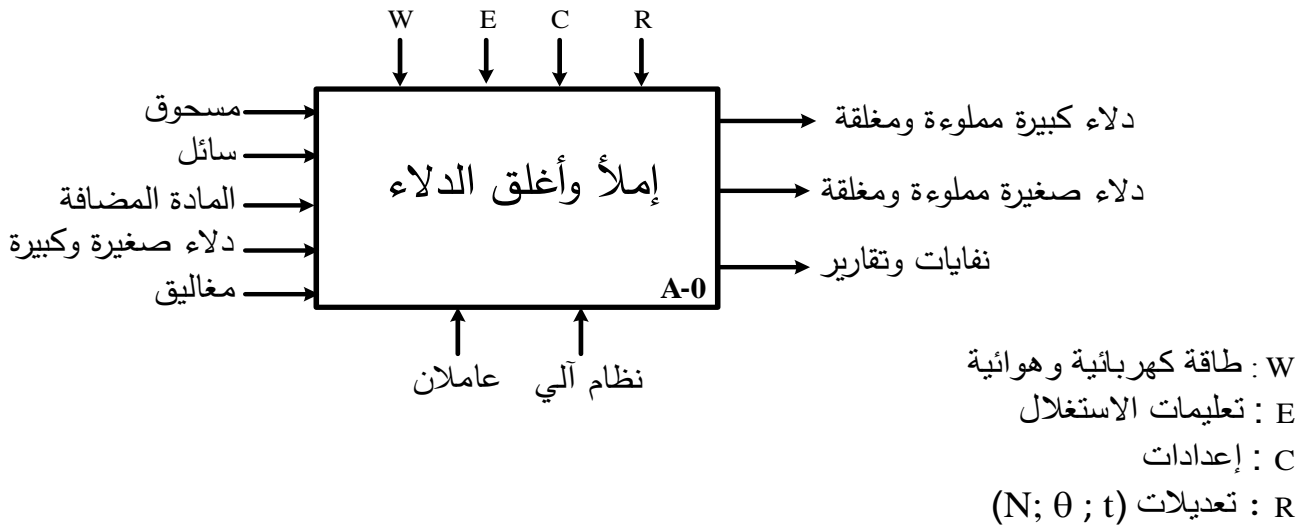 W E C R
مسحوق
سائل
المادة المضافة
دلاء صغيرة وكبيرة
مغاليق
إملأ وأغلق الدلاء
A-0
دلاء كبيرة مملوءة ومغلقة
دلاء صغيرة مملوءة ومغلقة
نفايات وتقارير
عاملان
نظام آلي
W : طاقة كهربائية وهوائية
E : تعليمات الاستغلال
C : إعدادات
R : تعديلات (N; θ ; t)